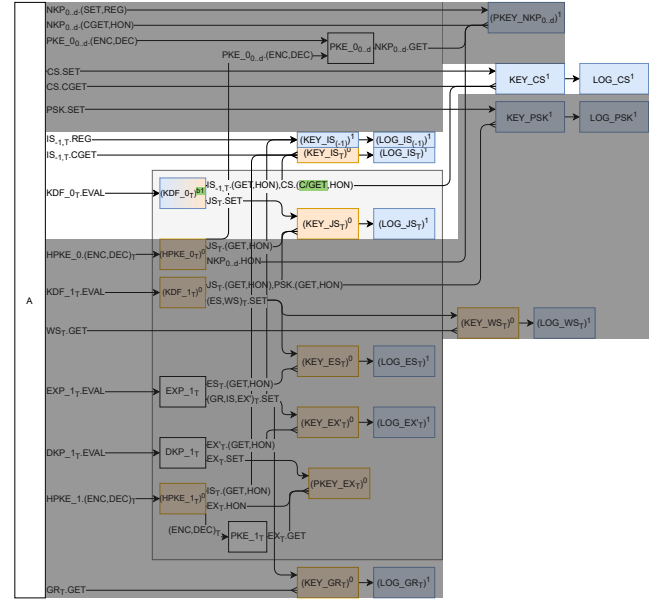 NKP0..d.(SET,REG)
(PKEY_NKP0..d)1
NKP0..d.(CGET,HON)
PKE_00..d.(ENC,DEC)
PKE_00..d
NKP0..d.GET
PKE_00..d.(ENC,DEC)
CS.SET
KEY_CS1
LOG_CS1
CS.CGET
PSK.SET
KEY_PSK1
LOG_PSK1
IS-1,T.REG
(KEY_IS(-1))1
(LOG_IS(-1))1
IS-1,T.CGET
(KEY_IST)0
(LOG_IST)1
KDF_0T.EVAL
(KDF_0T)b1
IS-1,T.(GET,HON),CS.(C/GET,HON)
JST.SET
(KEY_JST)0
(LOG_JST)1
HPKE_0.(ENC,DEC)T
(HPKE_0T)0
JST.(GET,HON)
NKP0..d.HON
A
KDF_1T.EVAL
(KDF_1T)0
JST.(GET,HON),PSK.(GET,HON)
(ES,WS)T.SET
(KEY_WST)0
(LOG_WST)1
WST.GET
(KEY_EST)0
(LOG_EST)1
EXP_1T.EVAL
EXP_1T
EST.(GET,HON)
(GR,IS,EX')T.SET
(KEY_EX'T)0
(LOG_EX'T)1
DKP_1T.EVAL
DKP_1T
EX'T.(GET,HON)
EXT.SET
(PKEY_EXT)0
HPKE_1.(ENC,DEC)T
(HPKE_1T)0
IST.(GET,HON)
EXT.HON
(ENC,DEC)T
PKE_1T
EXT.GET
(KEY_GRT)0
(LOG_GRT)1
GRT.GET